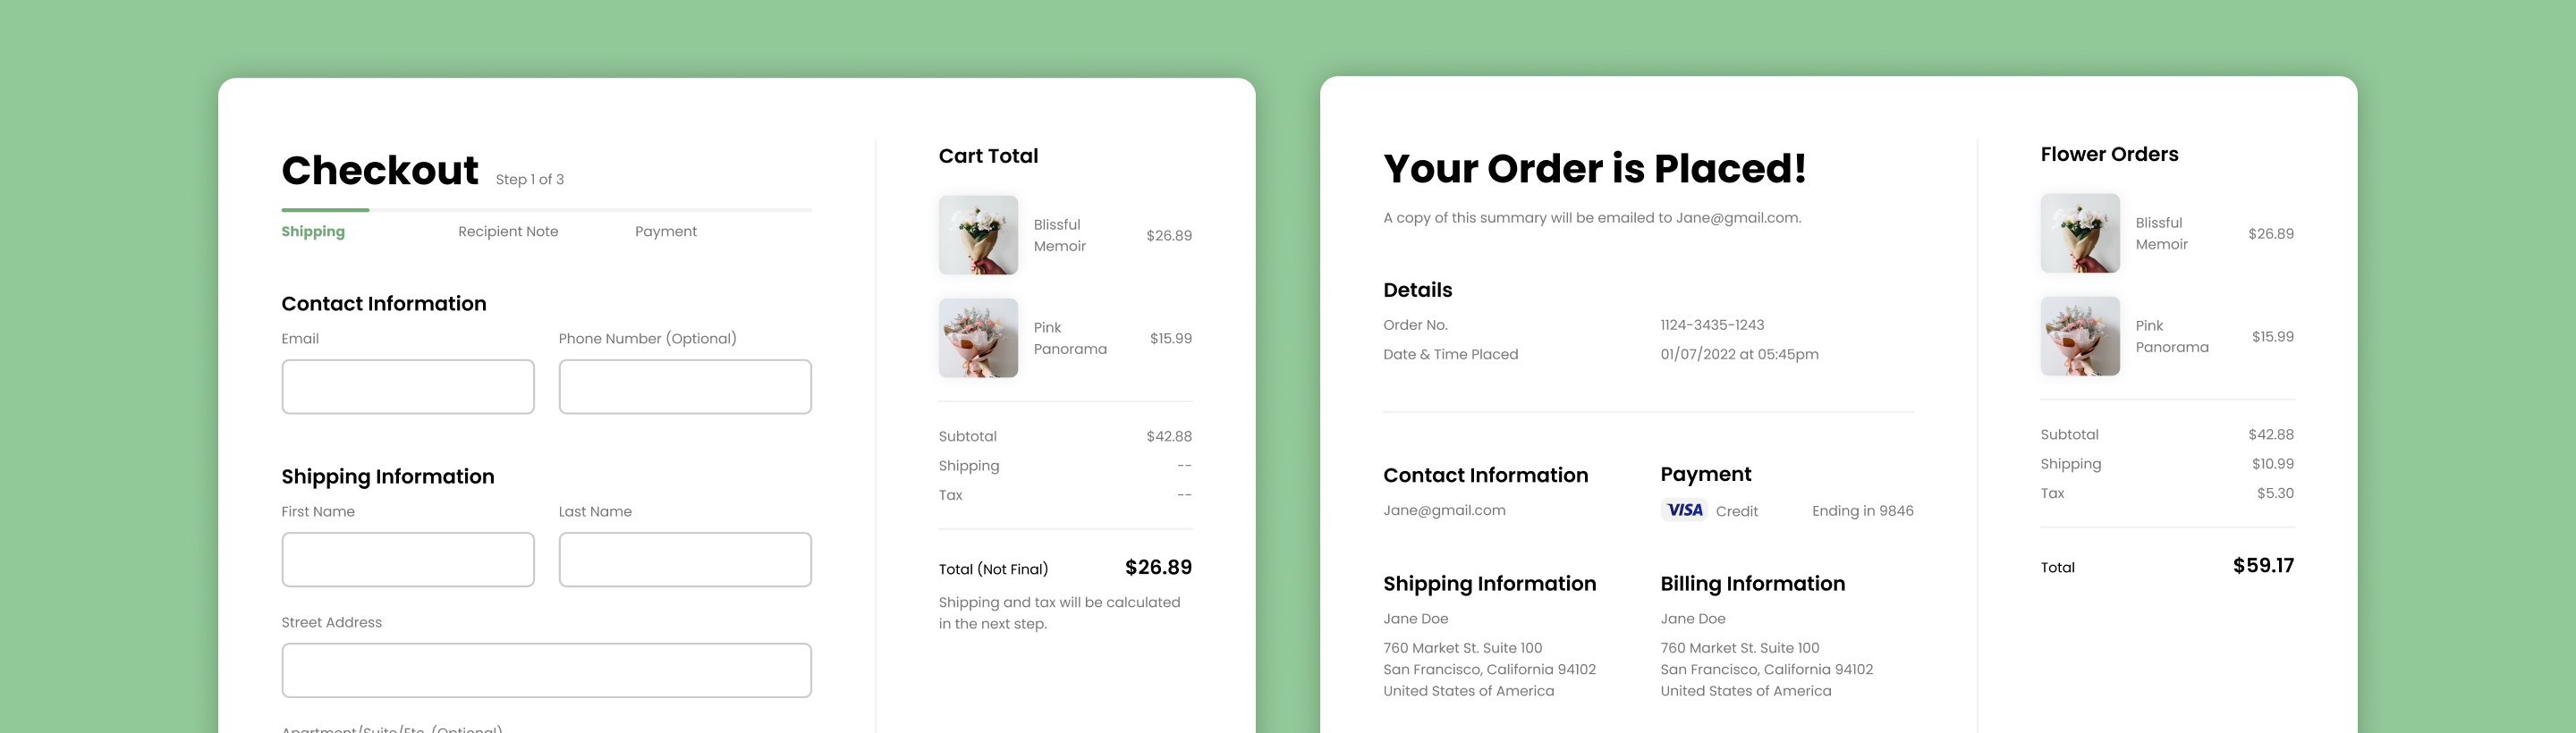 Checkout Step 1 of 3
Shipping Recipient Note Payment
Contact Information
Email Phone Number (Optional)
Shipping Information
First Name Last Name
Street Address
Apartment/Suite/Etc. (Optional)
Cart Total
Blissful
Memoir
$26.89
Pink
Panorama
$15.99
Subtotal $42.88
Shipping --
Tax --
Total (Not Final) $26.89
Shipping and tax will be calculated
in the next step.
Your Order is Placed!
A copy of this summary will be emailed to Jane@gmail.com.
Details
Order No. 1124-3435-1243
Date & Time Placed 01/07/2022 at 05:45pm
Contact Information
Jane@gmail.com
Payment
VISA Credit Ending in 9846
Shipping Information
Jane Doe
760 Market St. Suite 100
San Francisco, California 94102
United States of America
Billing Information
Jane Doe
760 Market St. Suite 100
San Francisco, California 94102
United States of America
Flower Orders
Blissful
Memoir
$26.89
Pink
Panorama
$15.99
Subtotal $42.88
Shipping $10.99
Tax $5.30
Total $59.17